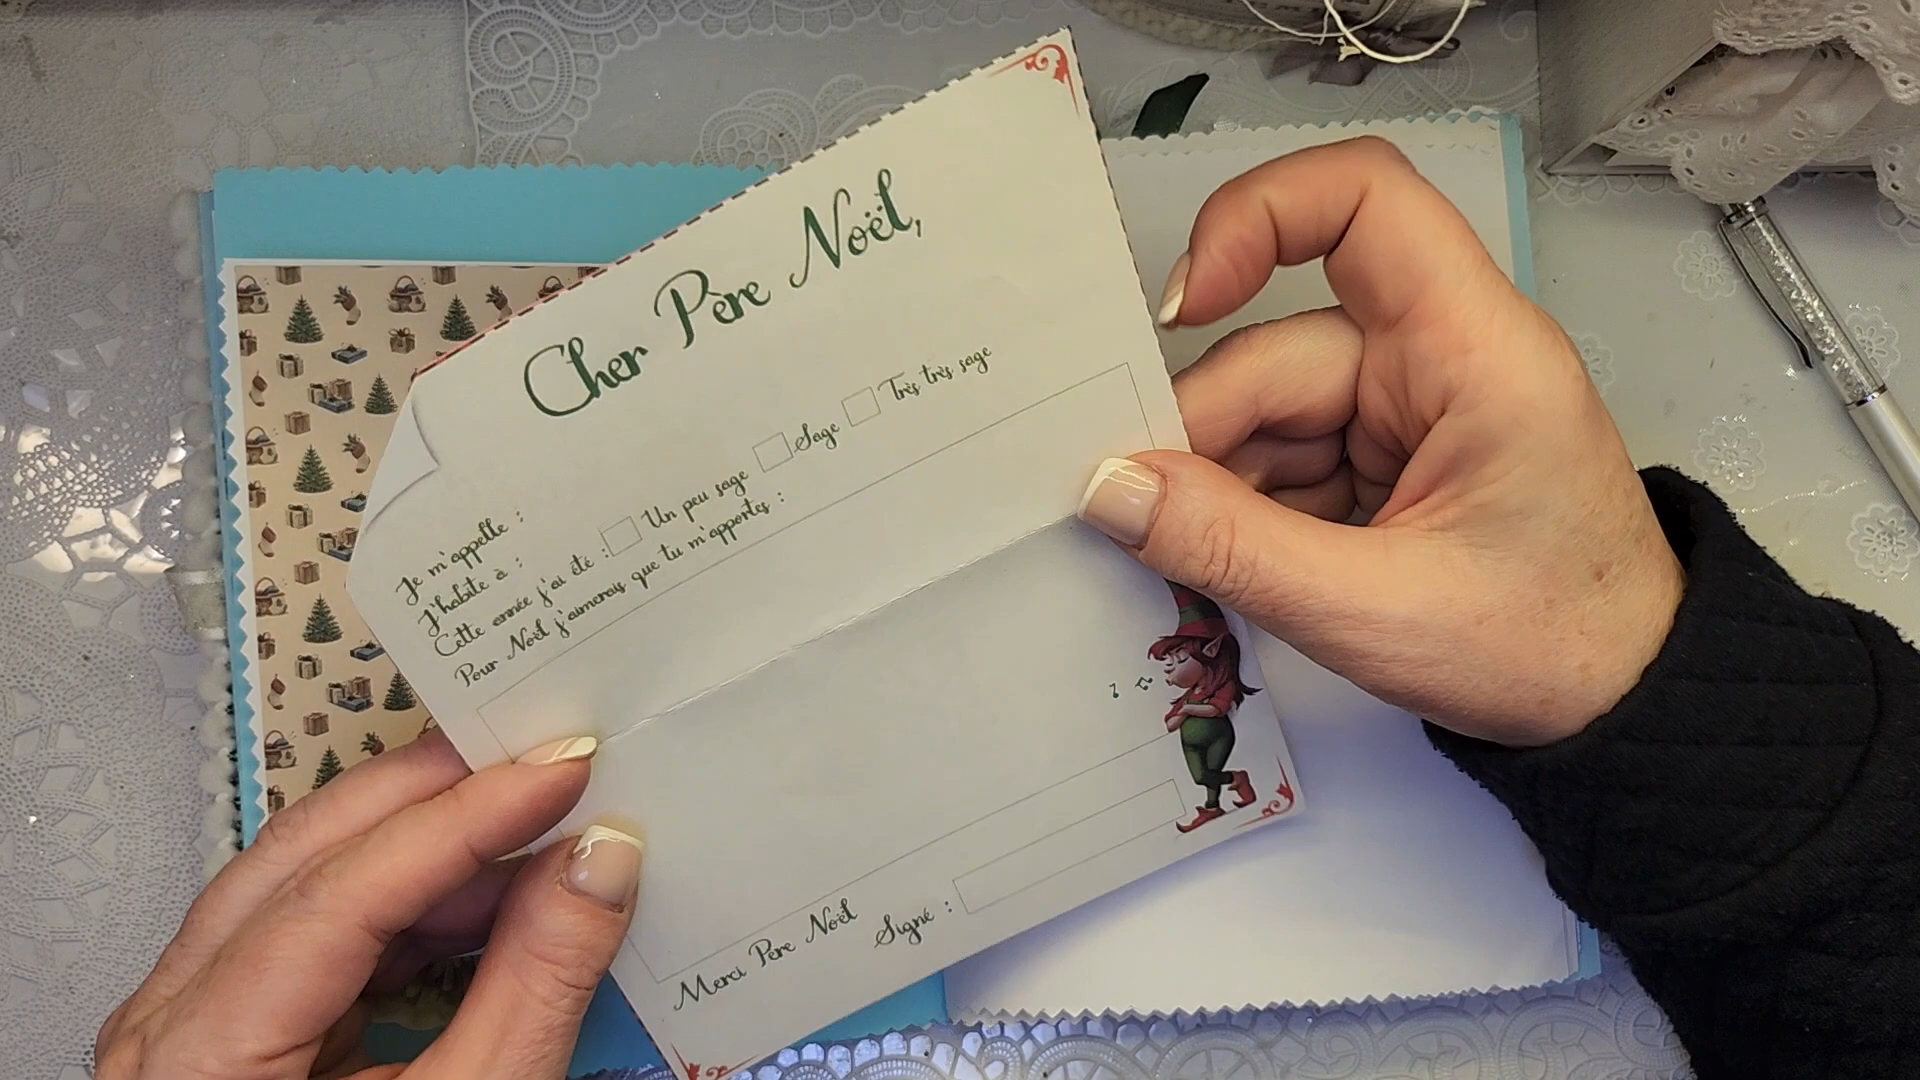 Cher Père Noël,
Je m'appelle :
J'habite à :
Cette année j'ai été : Un peu sage Sage Très très sage
Pour Noël j'aimerais que tu m'apportes :
Merci Père Noël
Signé :